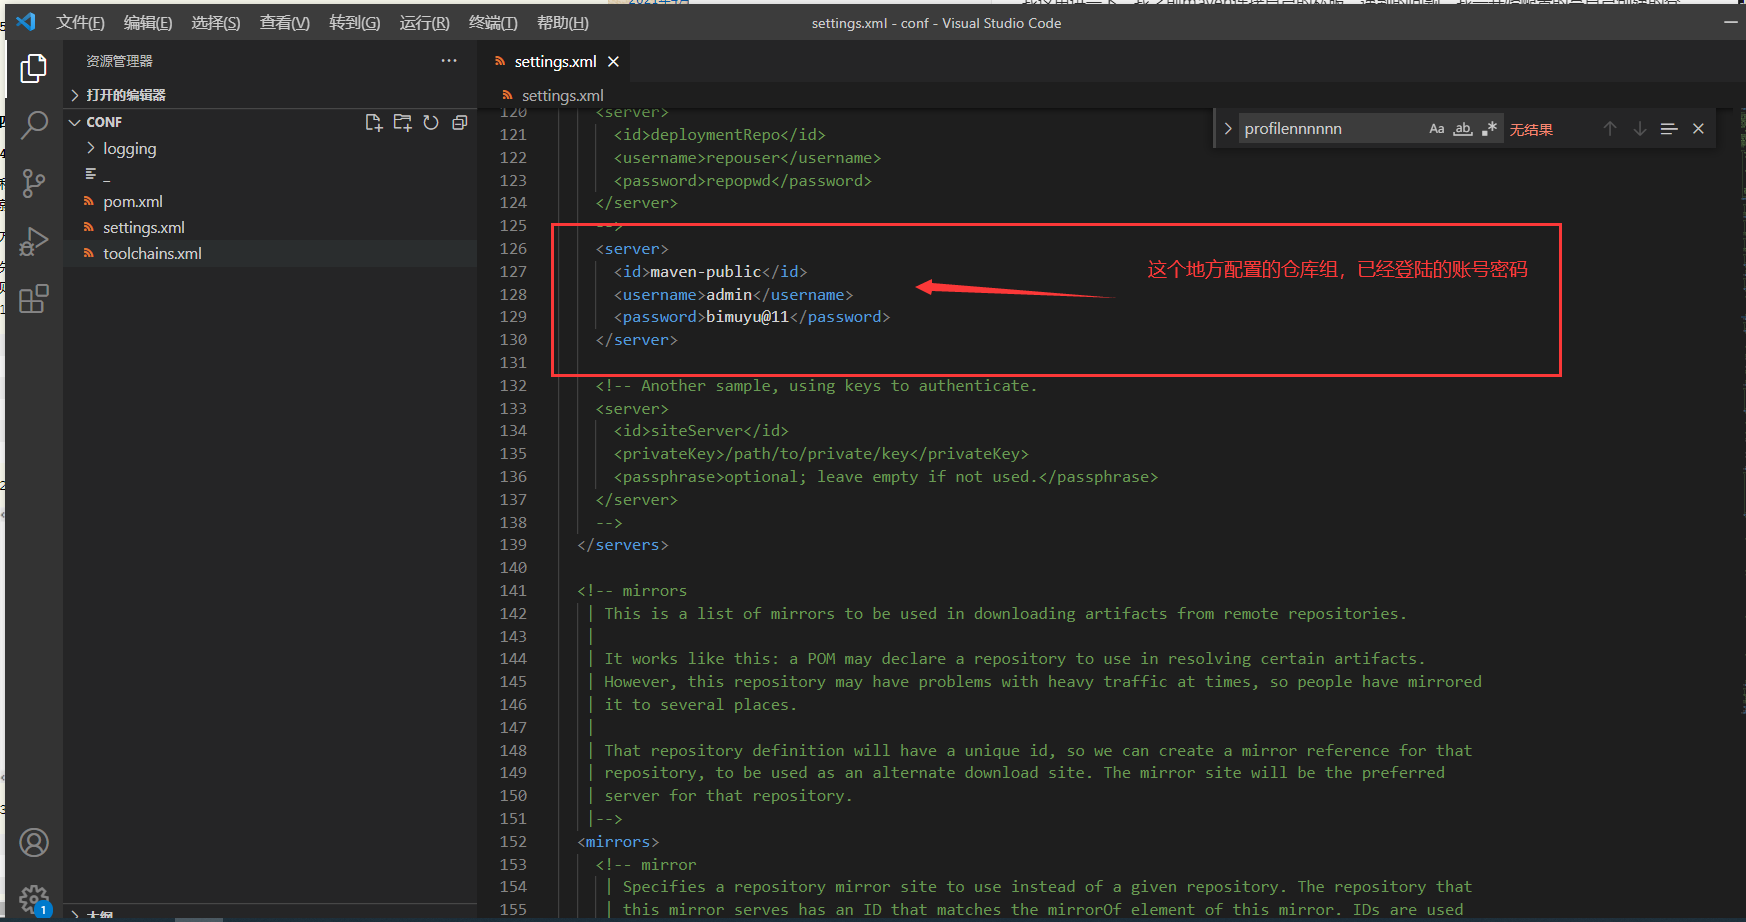 文件(F) 编辑(E) 选择(S) 查看(V) 转到(G) 运行(R) 终端(T) 帮助(H) settings.xml - conf - Visual Studio Code
资源管理器 ···
打开的编辑器
CONF
logging
_
pom.xml
settings.xml
toolchains.xml
1
settings.xml
settings.xml
profilennnnnn Aa ab 无结果
120 <server>
121 <id>deploymentRepo</id>
122 <username>repouser</username>
123 <password>repopwd</password>
124 </server>
125 -->
126 <server>
127 <id>maven-public</id>
128 <username>admin</username>
129 <password>bimuyu@11</password>
130 </server>
131
这个地方配置的仓库组，已经登陆的账号密码
132 <!-- Another sample, using keys to authenticate.
133 <server>
134 <id>siteServer</id>
135 <privateKey>/path/to/private/key</privateKey>
136 <passphrase>optional; leave empty if not used.</passphrase>
137 </server>
138 -->
139 </servers>
140
141 <!-- mirrors
142 | This is a list of mirrors to be used in downloading artifacts from remote repositories.
143 |
144 | It works like this: a POM may declare a repository to use in resolving certain artifacts.
145 | However, this repository may have problems with heavy traffic at times, so people have mirrored
146 | it to several places.
147 |
148 | That repository definition will have a unique id, so we can create a mirror reference for that
149 | repository, to be used as an alternate download site. The mirror site will be the preferred
150 | server for that repository.
151 |-->
152 <mirrors>
153 <!-- mirror
154 | Specifies a repository mirror site to use instead of a given repository. The repository that
155 | this mirror serves has an ID that matches the mirrorOf element of this mirror. IDs are used